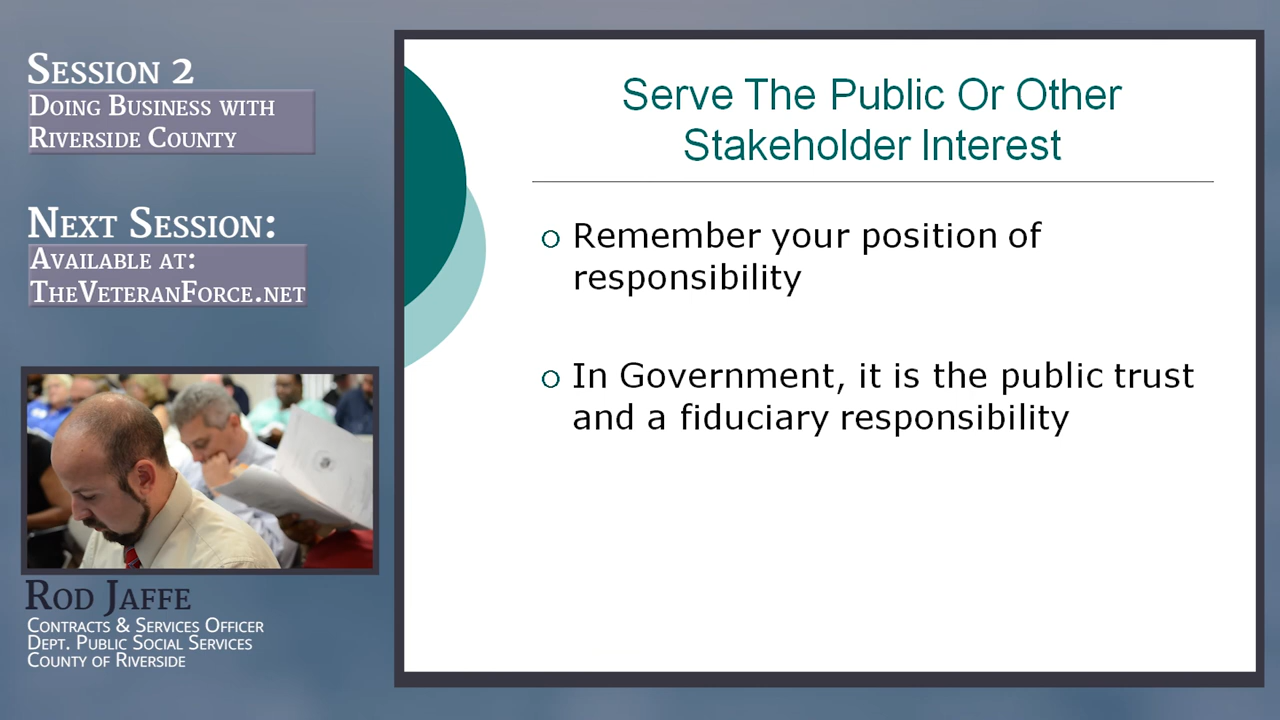 Session 2
Doing Business with
Riverside County
Next Session:
Available at:
TheVeteranForce.net
Rod Jaffe
Contracts & Services Officer
Dept. Public Social Services
County of Riverside
Serve The Public Or Other
Stakeholder Interest
Remember your position of
responsibility
In Government, it is the public trust
and a fiduciary responsibility